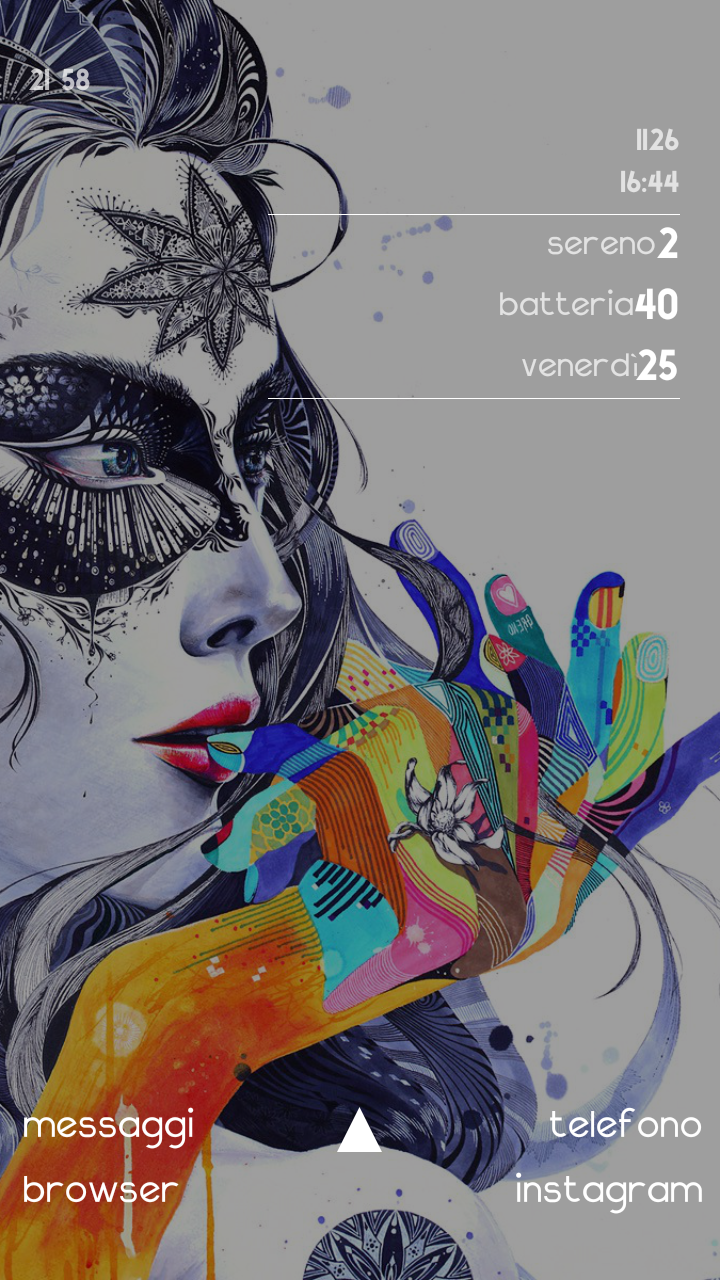 21 58
1126
16:44
sereno2
batteria40
venerdì25
messaggi
telefono
browser
instagram